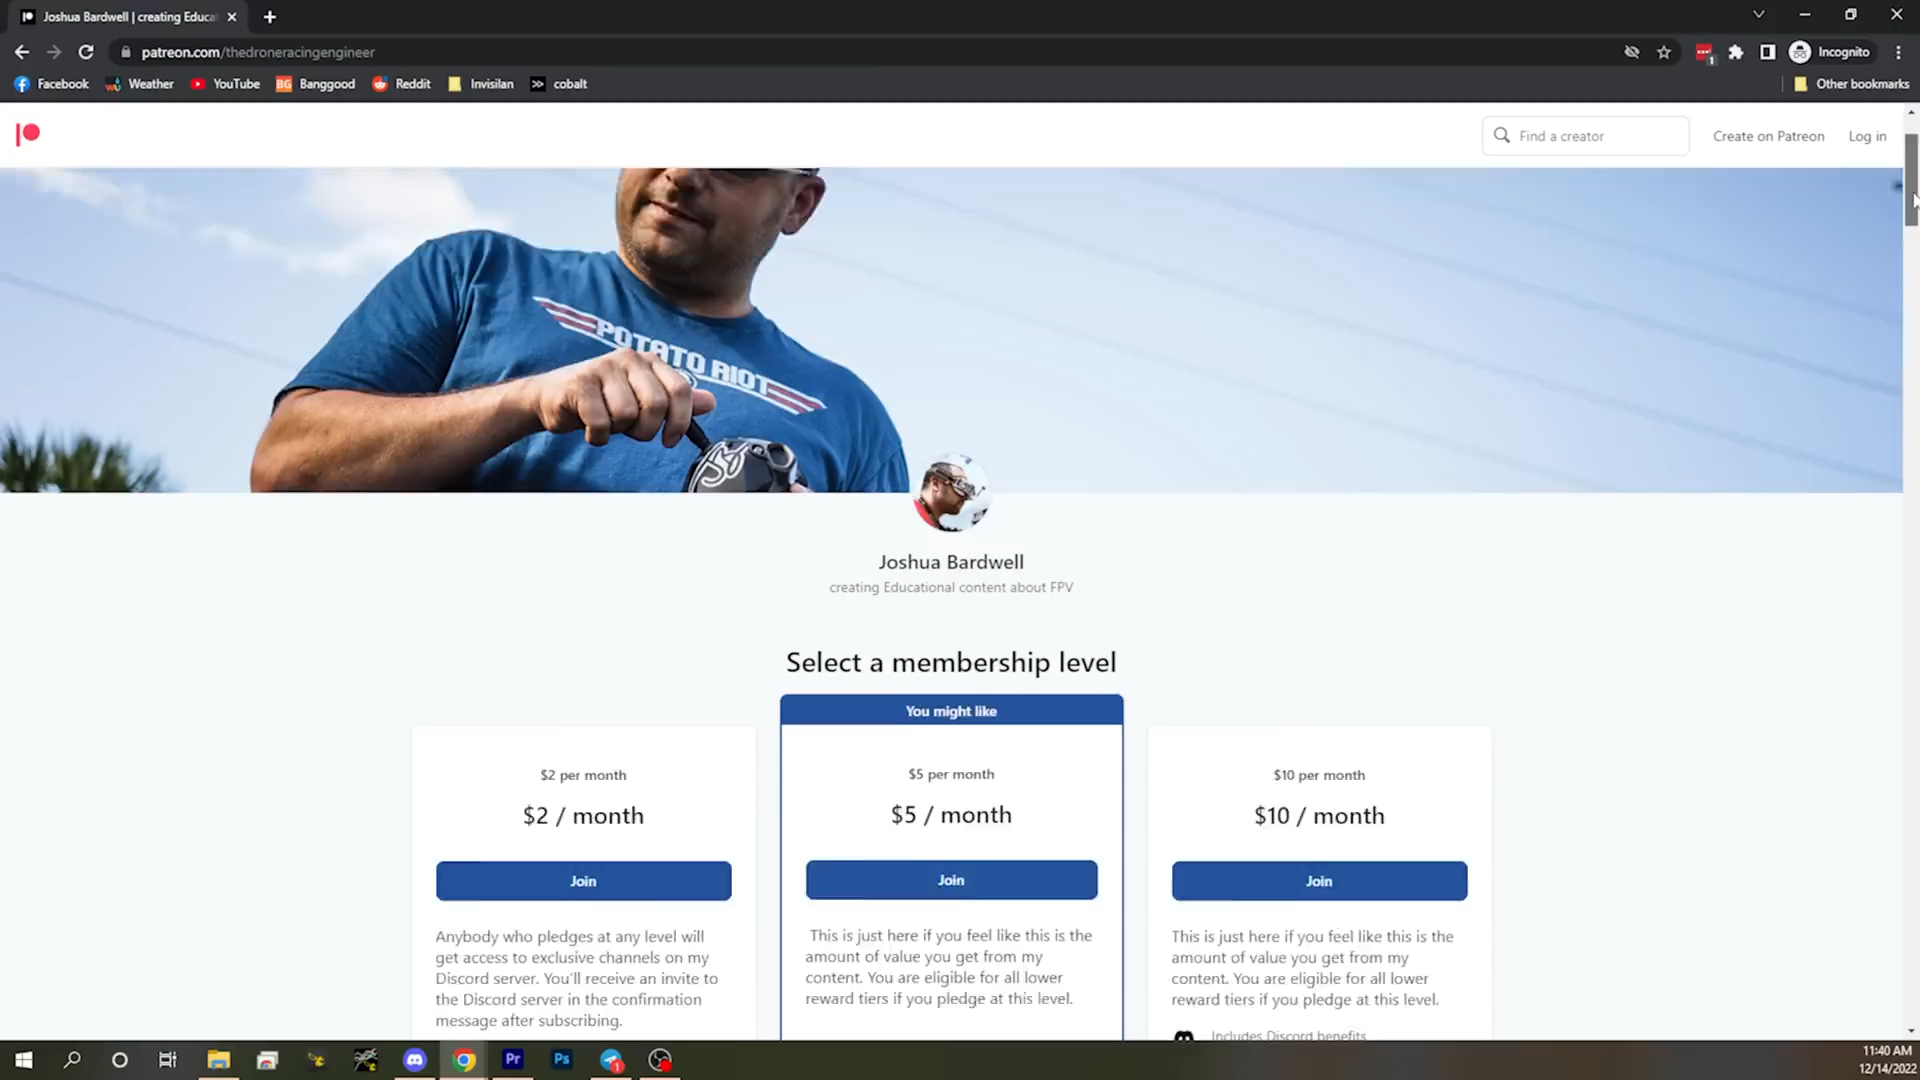 Joshua Bardwell | creating Educa
patreon.com/thedroneracingengineer
Incognito
Facebook
Weather
YouTube
BG
Banggood
Reddit
Invisilan
cobalt
Other bookmarks
Find a creator
Create on Patreon
Log in
POTATO RIOT
Joshua Bardwell
creating Educational content about FPV
Select a membership level
You might like
$2 per month
$2 / month
Join
Anybody who pledges at any level will
get access to exclusive channels on my
Discord server. You'll receive an invite to
the Discord server in the confirmation
message after subscribing.
$5 per month
$5 / month
Join
This is just here if you feel like this is the
amount of value you get from my
content. You are eligible for all lower
reward tiers if you pledge at this level.
$10 per month
$10 / month
Join
This is just here if you feel like this is the
amount of value you get from my
content. You are eligible for all lower
reward tiers if you pledge at this level.
Includes Discord benefits
Pr
Ps
1
11:40 AM
12/14/2022